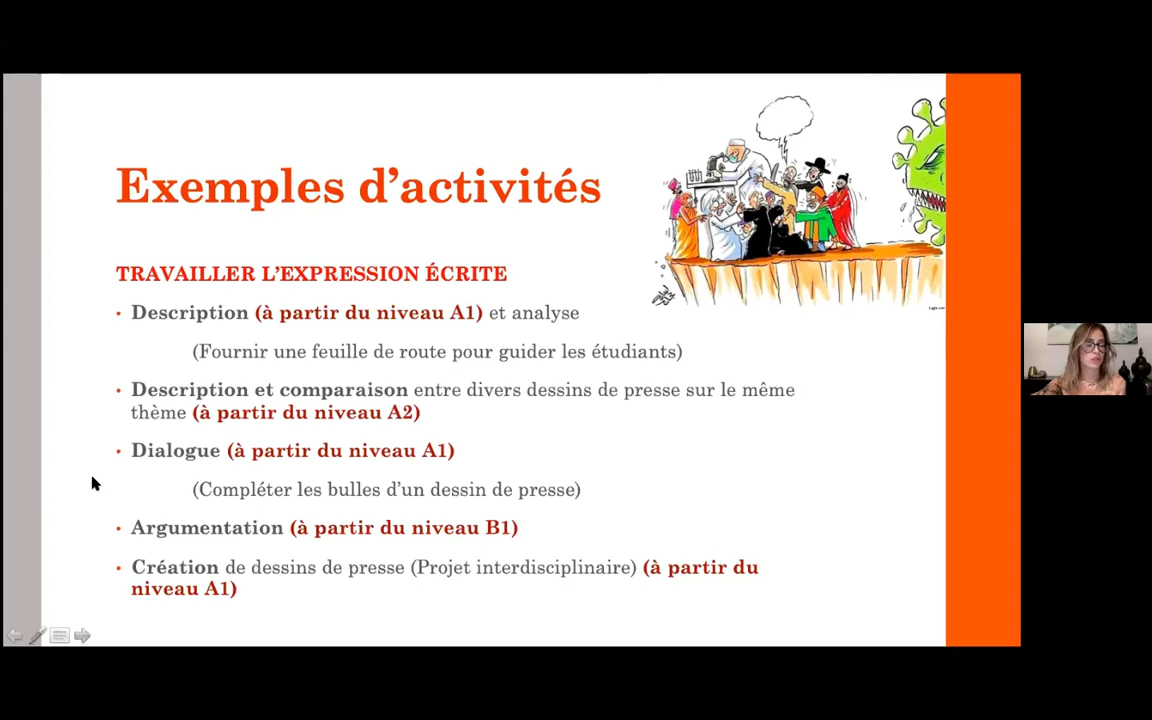 Exemples d’activités
TRAVAILLER L’EXPRESSION ÉCRITE
• Description (à partir du niveau A1) et analyse
(Fournir une feuille de route pour guider les étudiants)
• Description et comparaison entre divers dessins de presse sur le même
thème (à partir du niveau A2)
• Dialogue (à partir du niveau A1)
(Compléter les bulles d’un dessin de presse)
• Argumentation (à partir du niveau B1)
• Création de dessins de presse (Projet interdisciplinaire) (à partir du
niveau A1)